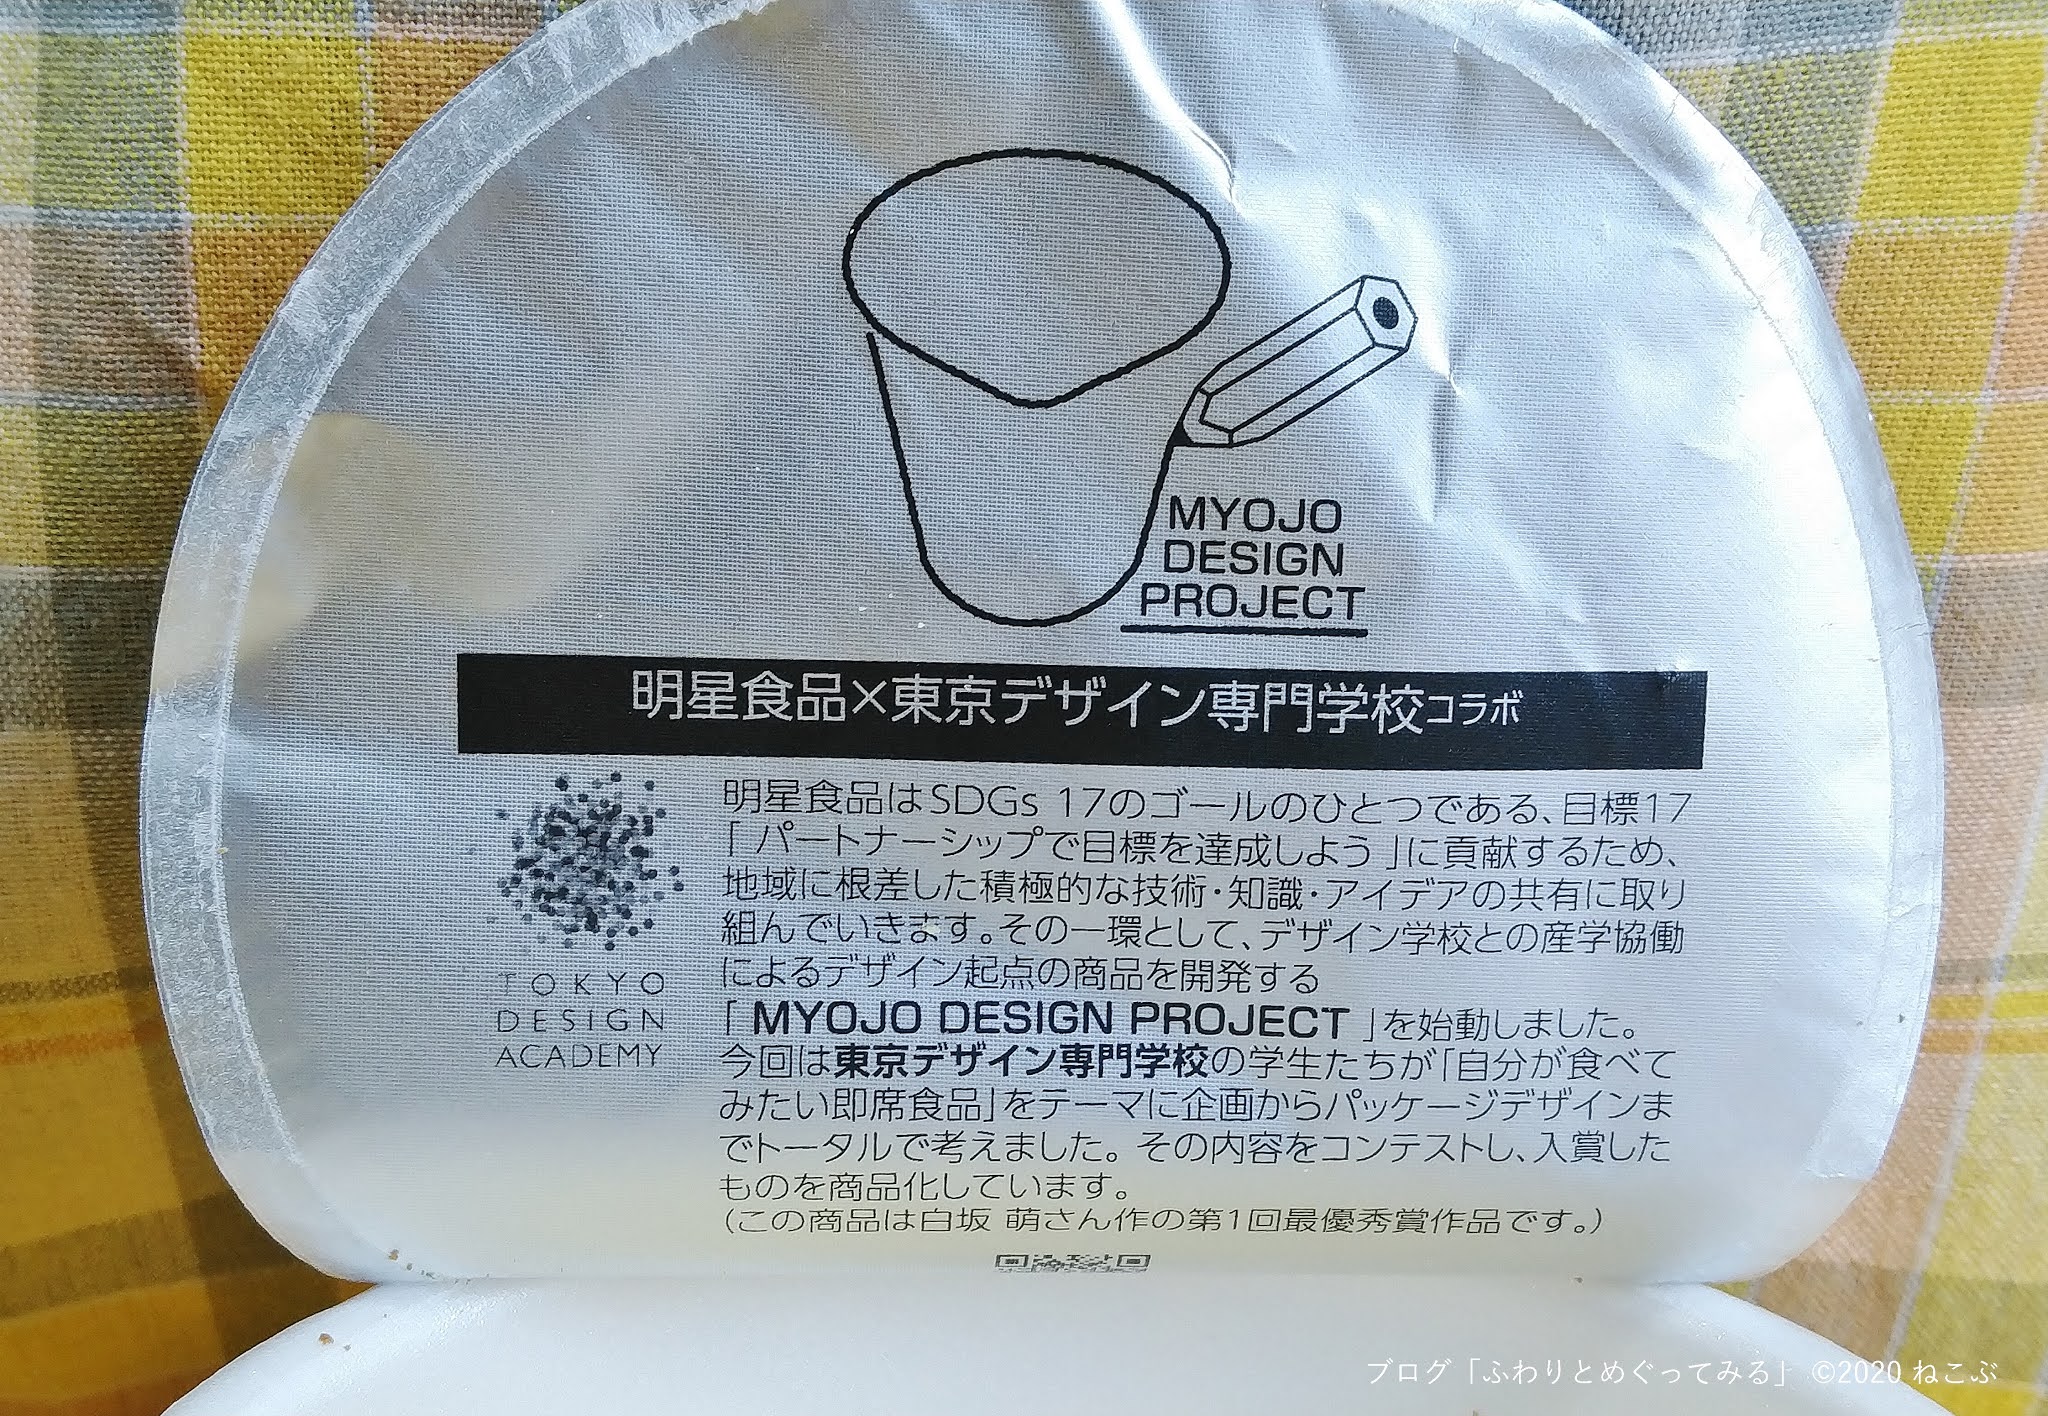 MYOJO
DESIGN
PROJECT
明星食品×東京デザイン専門学校コラボ
TOKYO
DESIGN
ACADEMY
明星食品はSDGs 17のゴールのひとつである、目標17
「パートナーシップで目標を達成しよう」に貢献するため、
地域に根差した積極的な技術・知識・アイデアの共有に取り
組んでいきます。その一環として、デザイン学校との産学協働
によるデザイン起点の商品を開発する
「MYOJO DESIGN PROJECT」を始動しました。
今回は東京デザイン専門学校の学生たちが「自分が食べて
みたい即席食品」をテーマに企画からパッケージデザインま
でトータルで考えました。その内容をコンテストし、入賞した
ものを商品化しています。
(この商品は白坂 萌さん作の第1回最優秀賞作品です。)
ブログ「ふわりとめぐってみる」 ©2020 ねこぶ